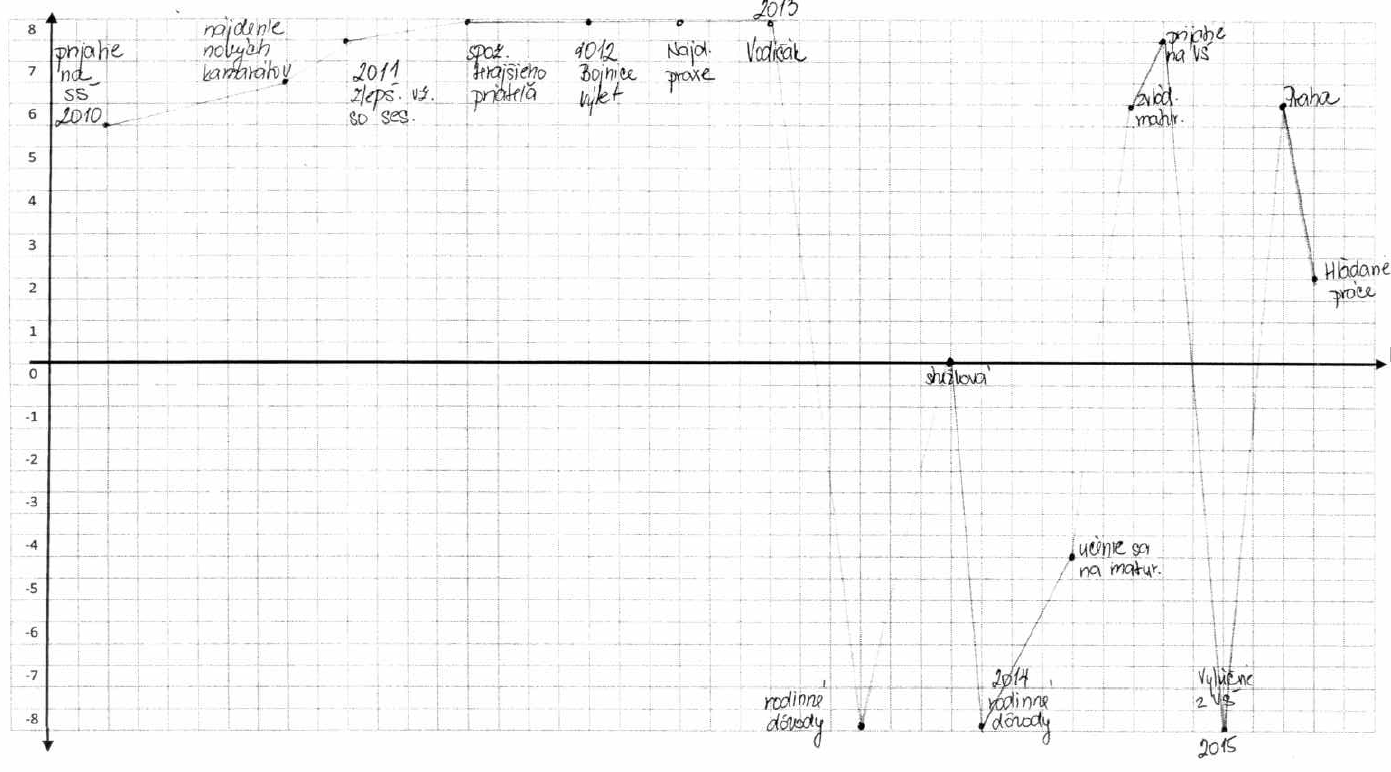 8
7
6
5
4
3
2
1
0
-1
-2
-3
-4
-5
-6
-7
-8
prijatie
na
SŠ
2010
nájdenie
nových
kamarátov
2011
zlepš. vz.
so ses.
spoz.
priateľa
2012
Bojnice
výlet
Nájd.
praxe
2013
Vodičák
rodinné
dôvody
stužková
2014
rodinné
dôvody
učenie sa
na matur.
zvlád.
matur.
prijatie
na VŠ
Vylúčenie
z VŠ
2015
Praha
Hľadanie
práce